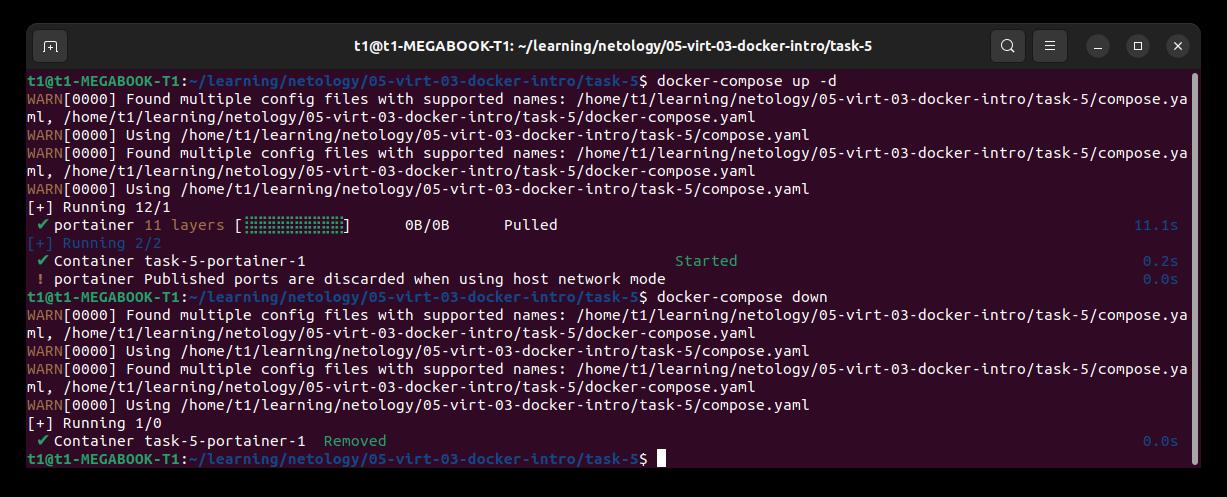 t1@t1-MEGABOOK-T1: ~/learning/netology/05-virt-03-docker-intro/task-5
t1@t1-MEGABOOK-T1:~/learning/netology/05-virt-03-docker-intro/task-5$ docker-compose up -d
WARN[0000] Found multiple config files with supported names: /home/t1/learning/netology/05-virt-03-docker-intro/task-5/compose.ya
ml, /home/t1/learning/netology/05-virt-03-docker-intro/task-5/docker-compose.yaml
WARN[0000] Using /home/t1/learning/netology/05-virt-03-docker-intro/task-5/compose.yaml
WARN[0000] Found multiple config files with supported names: /home/t1/learning/netology/05-virt-03-docker-intro/task-5/compose.ya
ml, /home/t1/learning/netology/05-virt-03-docker-intro/task-5/docker-compose.yaml
WARN[0000] Using /home/t1/learning/netology/05-virt-03-docker-intro/task-5/compose.yaml
[+] Running 12/1
✔ portainer 11 layers [⣿⣿⣿⣿⣿⣿⣿⣿⣿⣿⣿] 0B/0B Pulled 11.1s
[+] Running 2/2
✔ Container task-5-portainer-1 Started 0.2s
! portainer Published ports are discarded when using host network mode 0.0s
t1@t1-MEGABOOK-T1:~/learning/netology/05-virt-03-docker-intro/task-5$ docker-compose down
WARN[0000] Found multiple config files with supported names: /home/t1/learning/netology/05-virt-03-docker-intro/task-5/compose.ya
ml, /home/t1/learning/netology/05-virt-03-docker-intro/task-5/docker-compose.yaml
WARN[0000] Using /home/t1/learning/netology/05-virt-03-docker-intro/task-5/compose.yaml
WARN[0000] Found multiple config files with supported names: /home/t1/learning/netology/05-virt-03-docker-intro/task-5/compose.ya
ml, /home/t1/learning/netology/05-virt-03-docker-intro/task-5/docker-compose.yaml
WARN[0000] Using /home/t1/learning/netology/05-virt-03-docker-intro/task-5/compose.yaml
[+] Running 1/0
✔ Container task-5-portainer-1 Removed 0.0s
t1@t1-MEGABOOK-T1:~/learning/netology/05-virt-03-docker-intro/task-5$